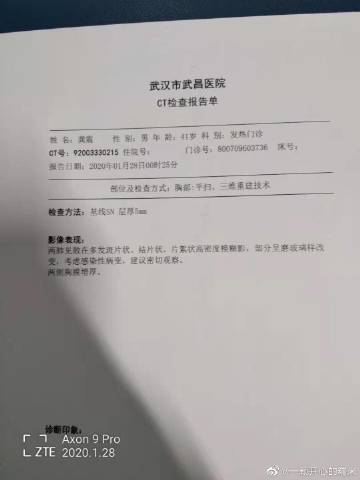 武汉市武昌医院
CT检查报告单
姓 名：龚震 性 别：男 年 龄：41岁 科 别：发热门诊
CT号：92003330215 住院号： 门诊号：800709603736 床号：
报告日期：2020年01月28日00时25分
部位及检查方式：胸部：平扫、三维重建技术
检查方法：基线SN 层厚5mm
影像表现：
两肺见散在多发斑片状、结片状、片絮状高密度模糊影，部分呈磨玻璃样改
变，考虑感染性病变，建议密切观察。
两侧胸膜增厚。
诊断印象：
Axon 9 Pro
ZTE 2020.1.28
@一粒开心的糯米